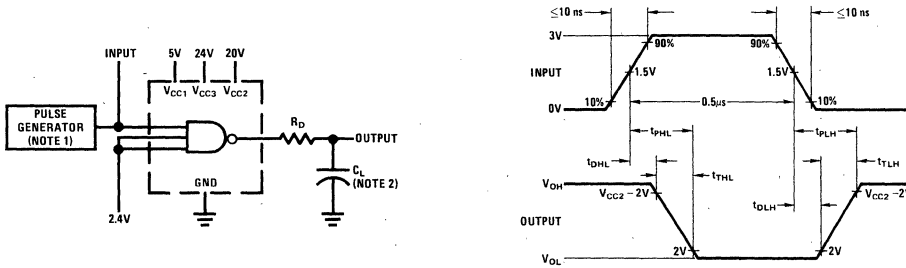 INPUT
5V 24V 20V
VCC1 VCC3 VCC2
PULSE
GENERATOR
(NOTE 1)
RD
OUTPUT
CL
(NOTE 2)
GND
2.4V
≤10 ns
≤10 ns
3V
90%
90%
INPUT
1.5V
1.5V
10%
0.5μs
10%
0V
tPHL
tPLH
tDHL
tTHL
tTLH
VOH
VCC2 – 2V
VCC2 – 2V
tDLH
OUTPUT
2V
2V
VOL